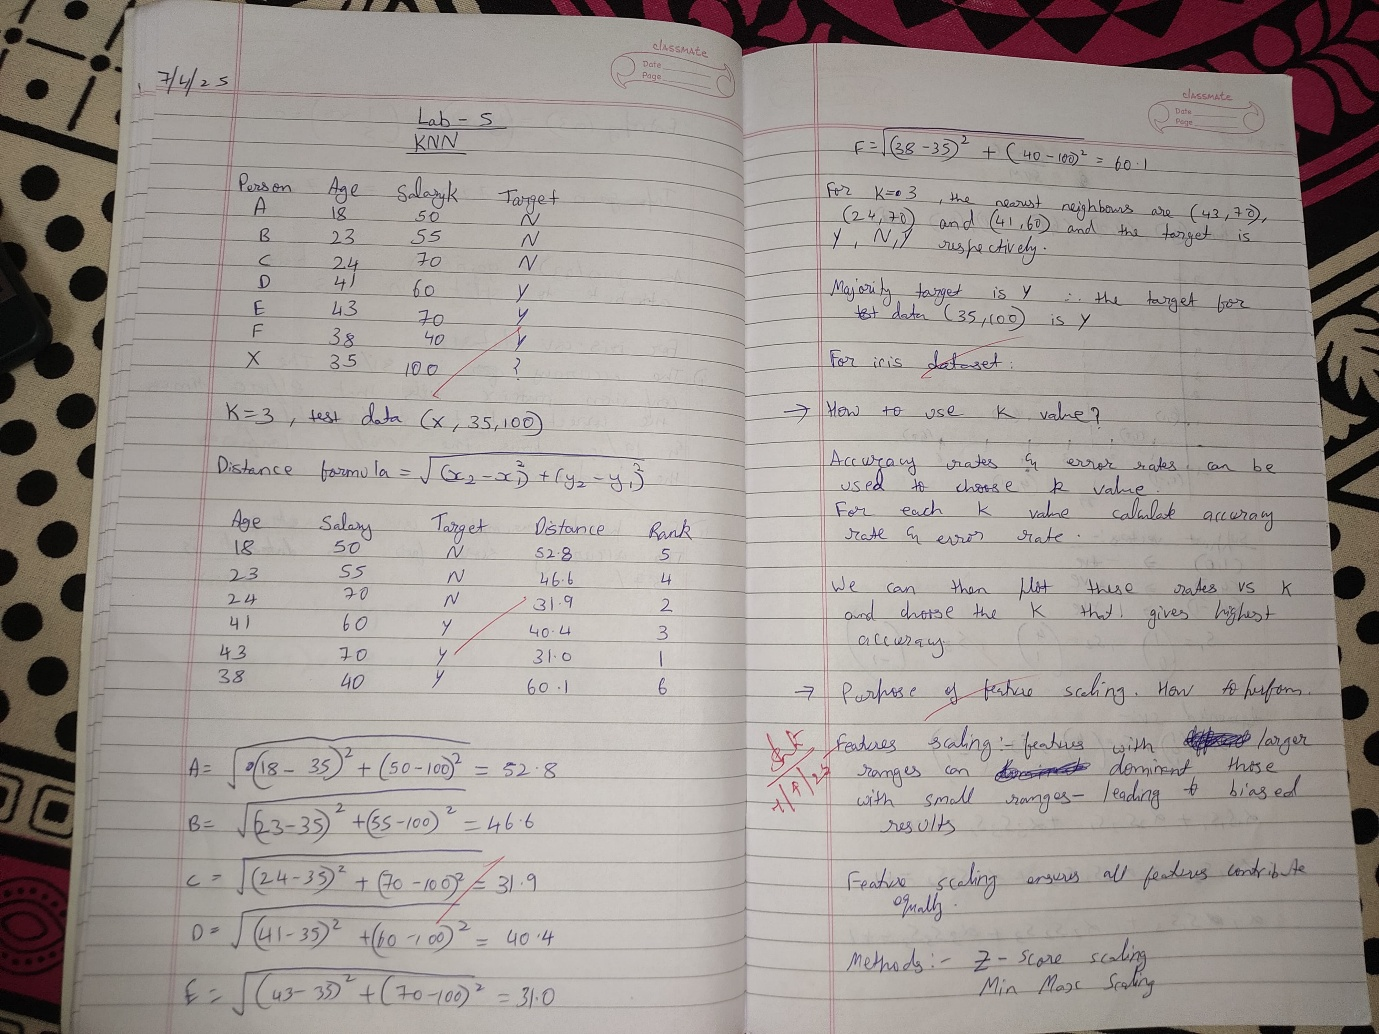 classmate
Date
Page
7/4/25
Lab - 5
KNN
Person Age Salaryk Target
A 18 50 N
B 23 55 N
C 24 70 N
D 41 60 Y
E 43 70 Y
F 38 40 Y
X 35 100 ?
K=3, test data (x, 35,100)
Distance formula = √(x₂-x₁)² + (y₂-y₁)²
Age Salary Target Distance Rank
18 50 N 52.8 5
23 55 N 46.6 4
24 70 N 31.9 2
41 60 Y 40.4 3
43 70 Y 31.0 1
38 40 Y 60.1 6
A = √(18-35)² + (50-100)² = 52.8
B = √(23-35)² + (55-100)² = 46.6
C = √(24-35)² + (70-100)² = 31.9
D = √(41-35)² + (60-100)² = 40.4
E = √(43-35)² + (70-100)² = 31.0
classmate
Date
Page
F = √(38-35)² + (40-100)² = 60.1
For K=3, the nearest neighbours are (43,70),
(24,70) and (41,60) and the target is
Y, N, Y respectively.
Majority target is Y ∴ the target for
test data (35,100) is Y
For iris dataset:
→ How to use K value?
Accuracy rates & error rates can be
used to choose k value.
For each K value calculate accuracy
rate & error rate.
We can then plot these rates vs K
and choose the K that gives highest
accuracy
→ Purpose of feature scaling. How to perform.
Features scaling:- features with larger
ranges can dominant those
with small ranges - leading to biased
results
Feature scaling ensures all features contribute
equally.
Methods:- Z-score scaling
Min Max Scaling